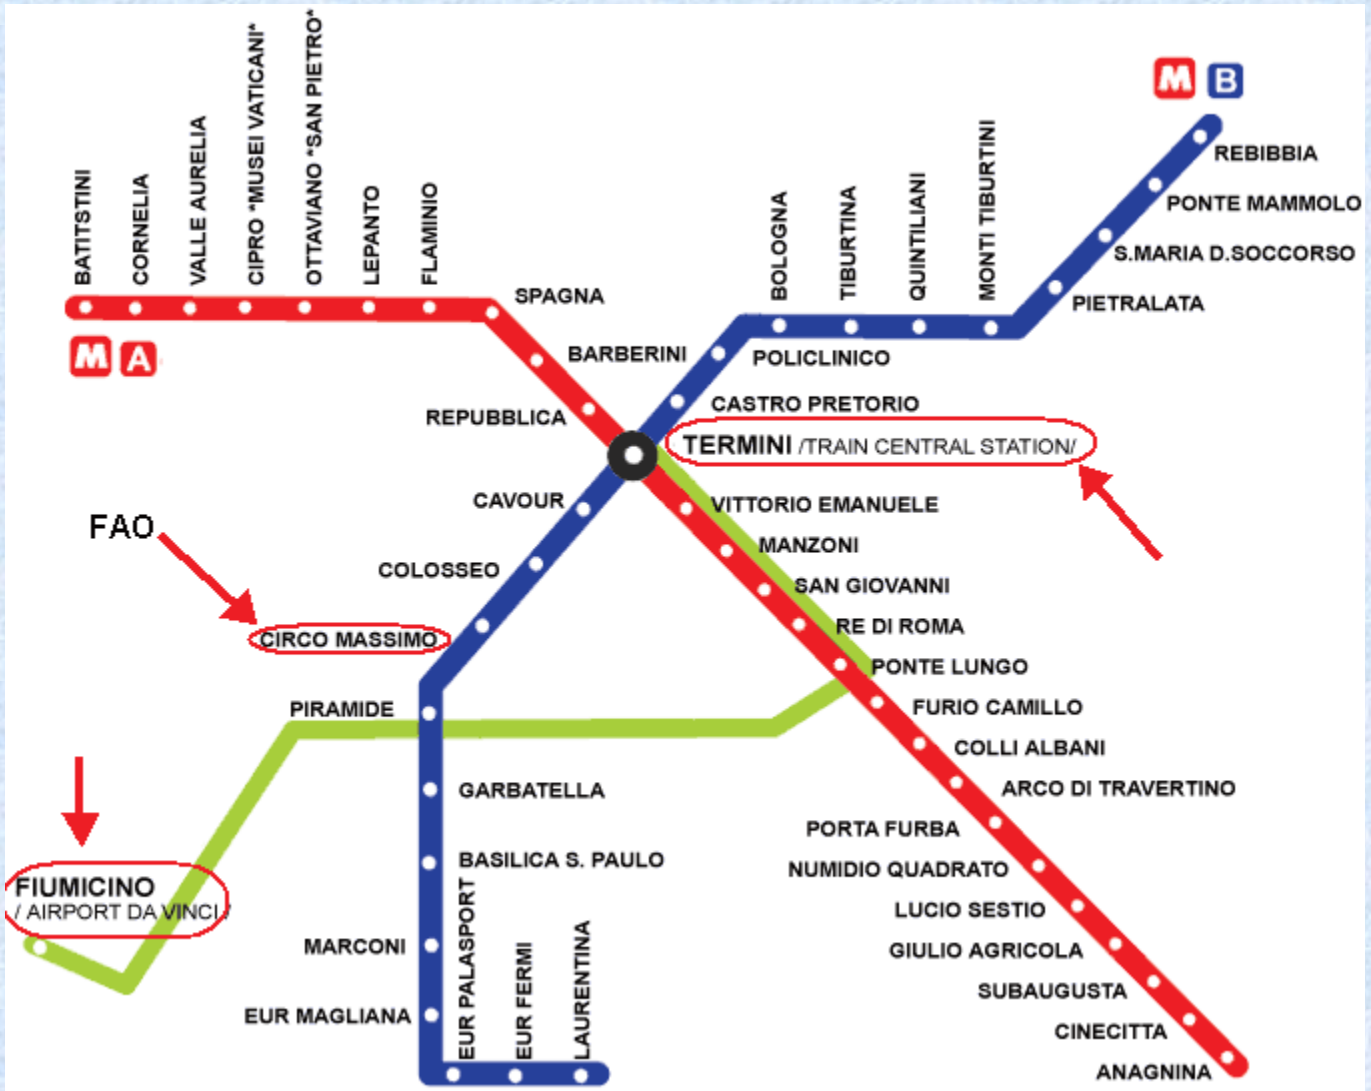 BATITSTINI
CORNELIA
VALLE AURELIA
CIPRO "MUSEI VATICANI"
OTTAVIANO "SAN PIETRO"
LEPANTO
FLAMINIO
SPAGNA
BARBERINI
REPUBBLICA
M A
M B
REBIBBIA
PONTE MAMMOLO
S.MARIA D.SOCCORSO
PIETRALATA
MONTI TIBURTINI
QUINTILIANI
TIBURTINA
BOLOGNA
POLICLINICO
CASTRO PRETORIO
TERMINI /TRAIN CENTRAL STATION/
CAVOUR
COLOSSEO
FAO
CIRCO MASSIMO
PIRAMIDE
GARBATELLA
BASILICA S. PAULO
MARCONI
EUR MAGLIANA
EUR PALASPORT
EUR FERMI
LAURENTINA
FIUMICINO
/ AIRPORT DA VINCI /
VITTORIO EMANUELE
MANZONI
SAN GIOVANNI
RE DI ROMA
PONTE LUNGO
FURIO CAMILLO
COLLI ALBANI
ARCO DI TRAVERTINO
PORTA FURBA
NUMIDIO QUADRATO
LUCIO SESTIO
GIULIO AGRICOLA
SUBAUGUSTA
CINECITTA
ANAGNINA